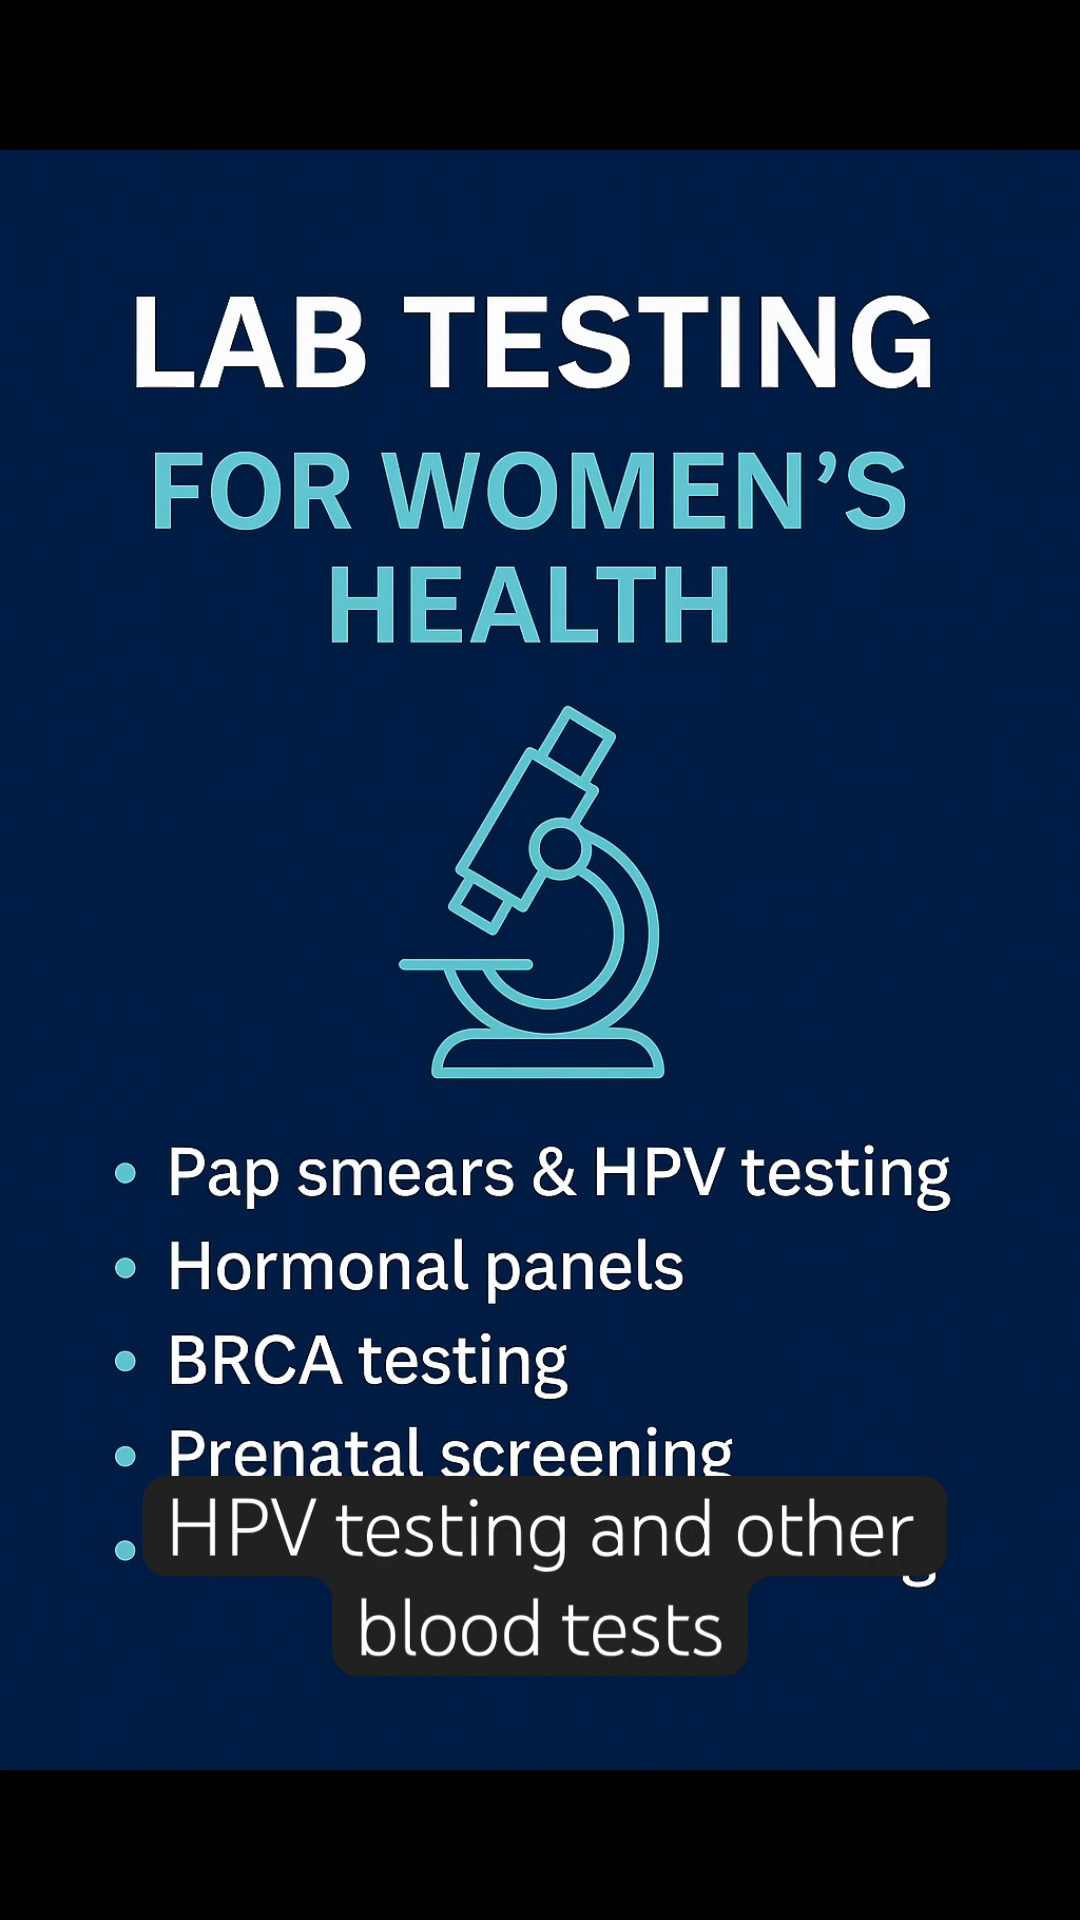 LAB TESTING
FOR WOMEN’S
HEALTH
• Pap smears & HPV testing
• Hormonal panels
• BRCA testing
• Prenatal screening
HPV testing and other
blood tests